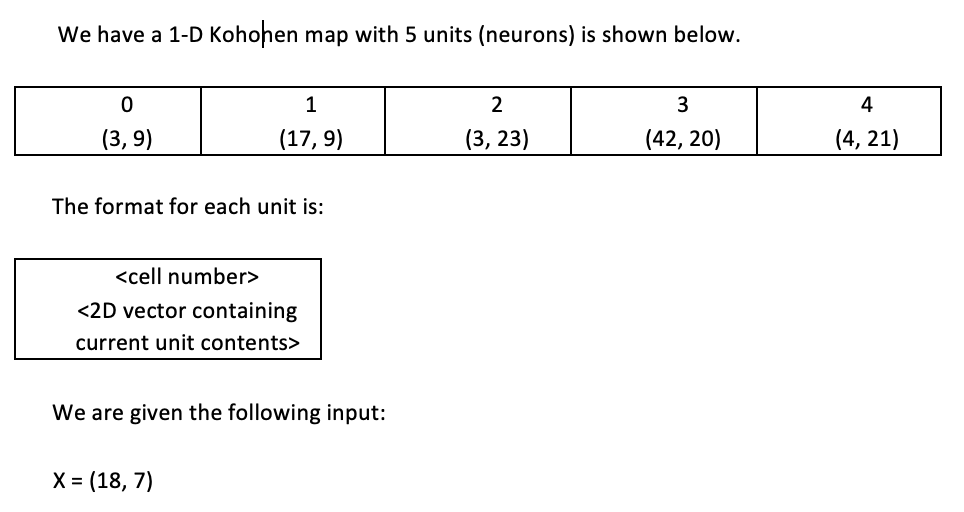 We have a 1-D Kohohen map with 5 units (neurons) is shown below.
0 1 2 3 4
(3, 9) (17, 9) (3, 23) (42, 20) (4, 21)
The format for each unit is:
<cell number>
<2D vector containing
current unit contents>
We are given the following input:
X = (18, 7)